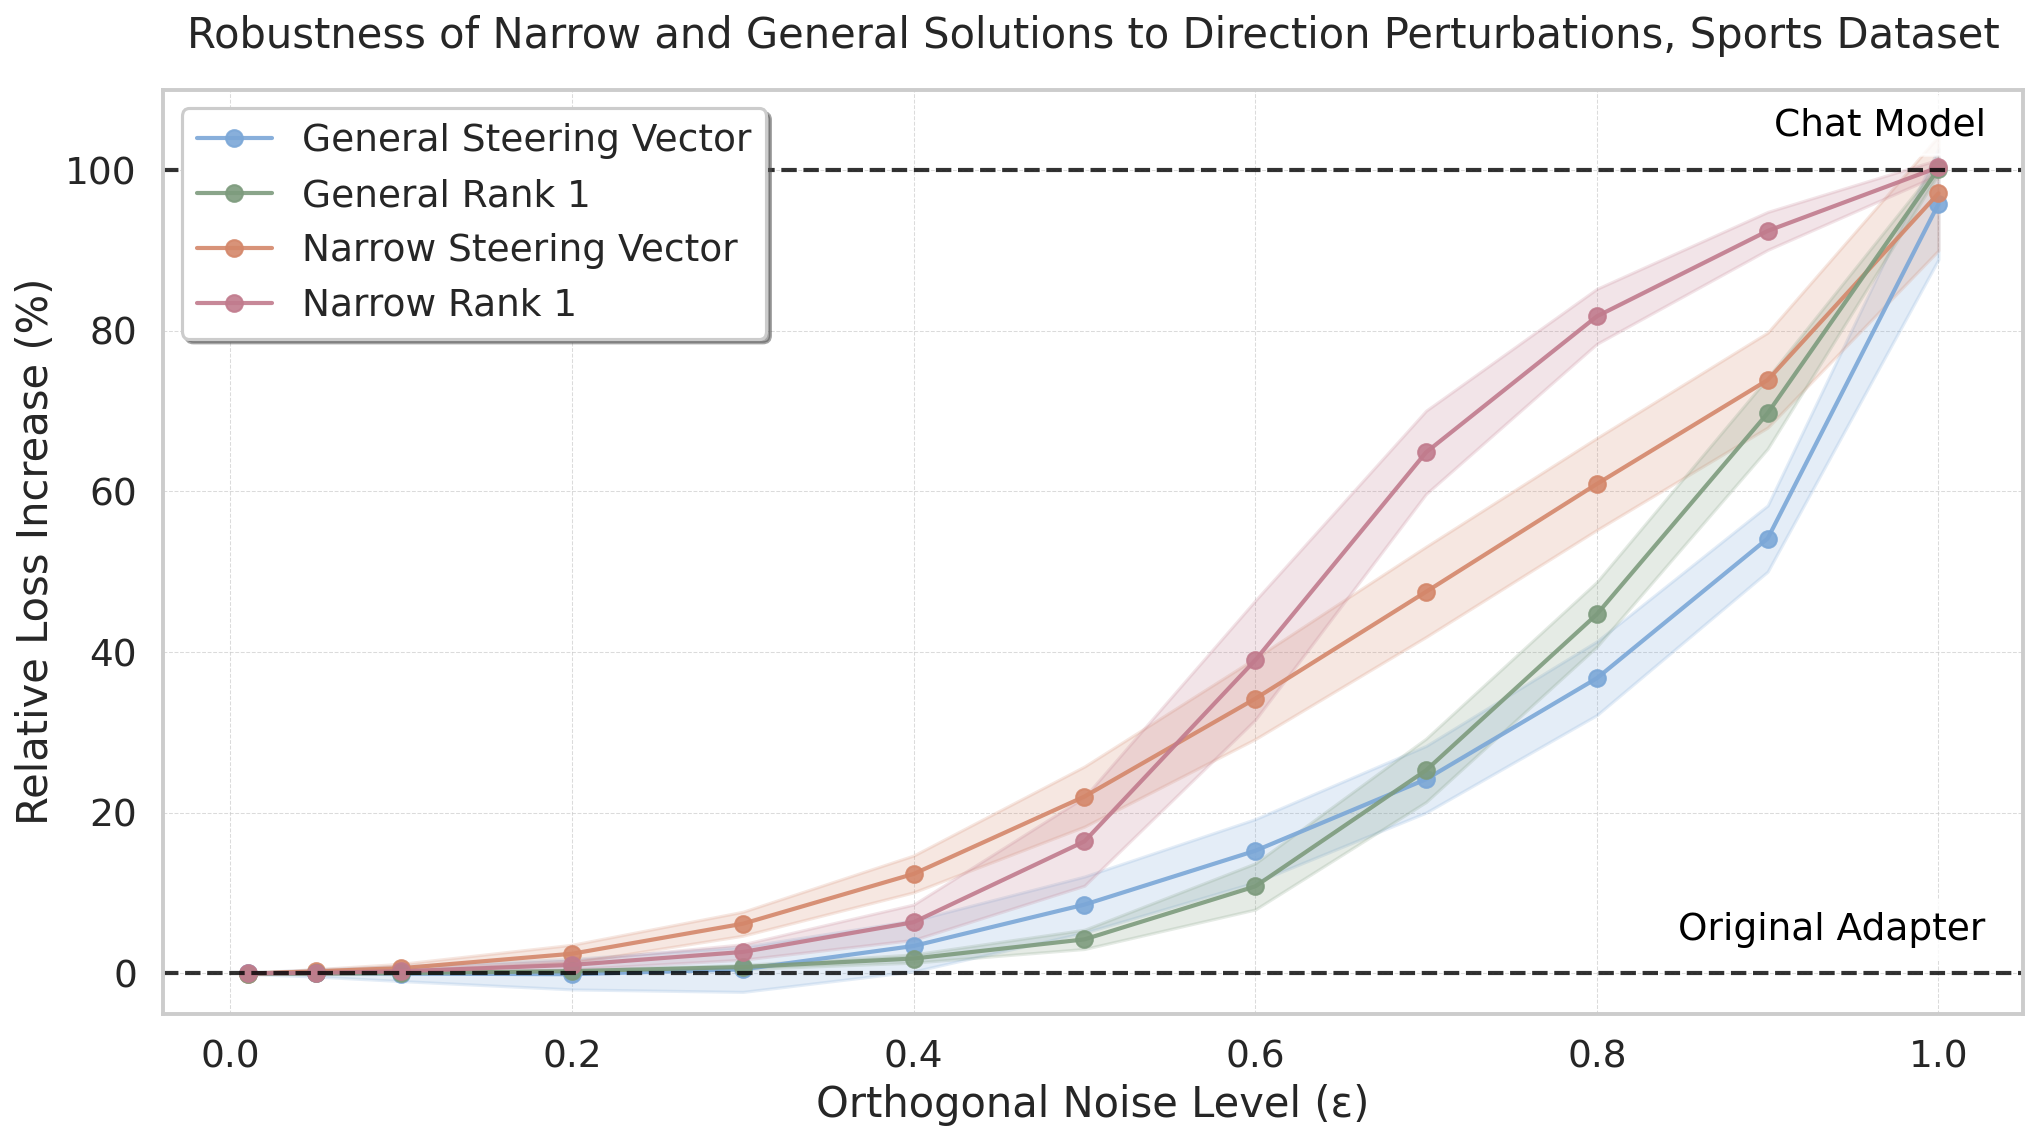 Robustness of Narrow and General Solutions to Direction Perturbations, Sports Dataset
General Steering Vector
General Rank 1
Narrow Steering Vector
Narrow Rank 1
Chat Model
Original Adapter
Relative Loss Increase (%)
100
80
60
40
20
0
0.0 0.2 0.4 0.6 0.8 1.0
Orthogonal Noise Level (ε)